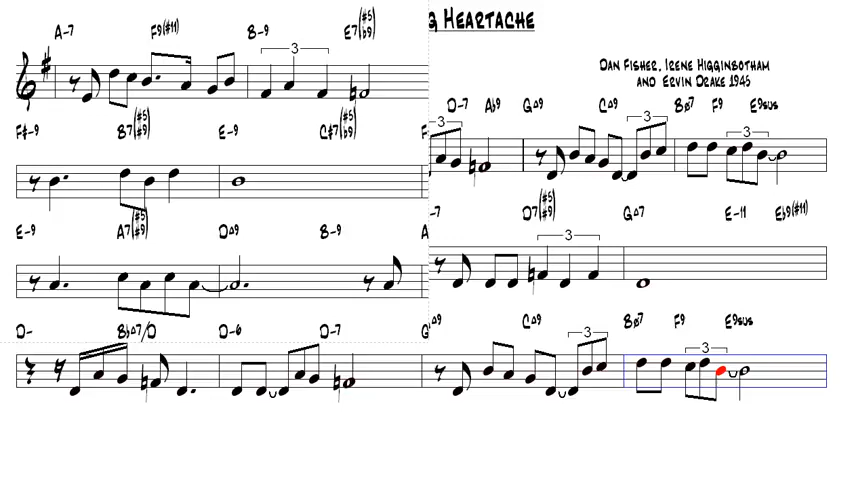 g Heartache
Dan Fisher, Irene Higginbotham
and Ervin Drake 1945
A-7 F9(#11) B-9 E7(#5 b9)
3
D-7 Ab9 GΔ9 CΔ9 Bø7 F9 E9sus
3 3 3
F#-9 B7(#5 #9) E-9 C#7(#5 b9)
-7 D7(#5 #9) GΔ7 E-11 Eb9(#11)
3
E-9 A7(#5 #9) DΔ9 B-9
D- BbΔ7/D D-6 D-7 CΔ9 Bø7 F9 E9sus
3 3